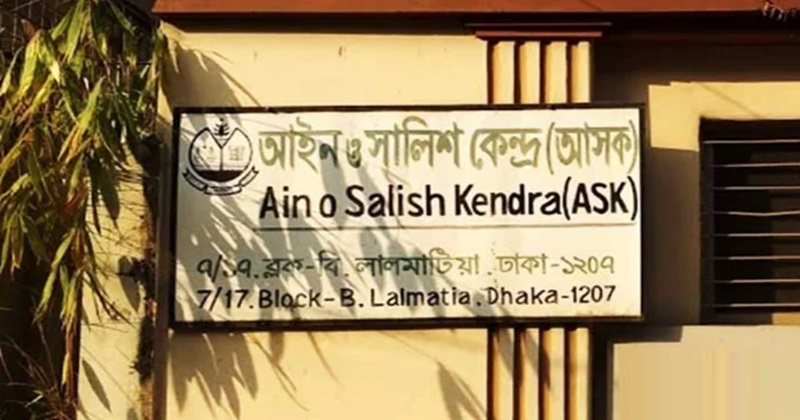 আইন ও সালিশ কেন্দ্র (আসক)
Ain o Salish Kendra(ASK)
৭/১৭. ব্লক-বি. লালমাটিয়া. ঢাকা-১২০৭
7/17. Block-B. Lalmatia. Dhaka-1207